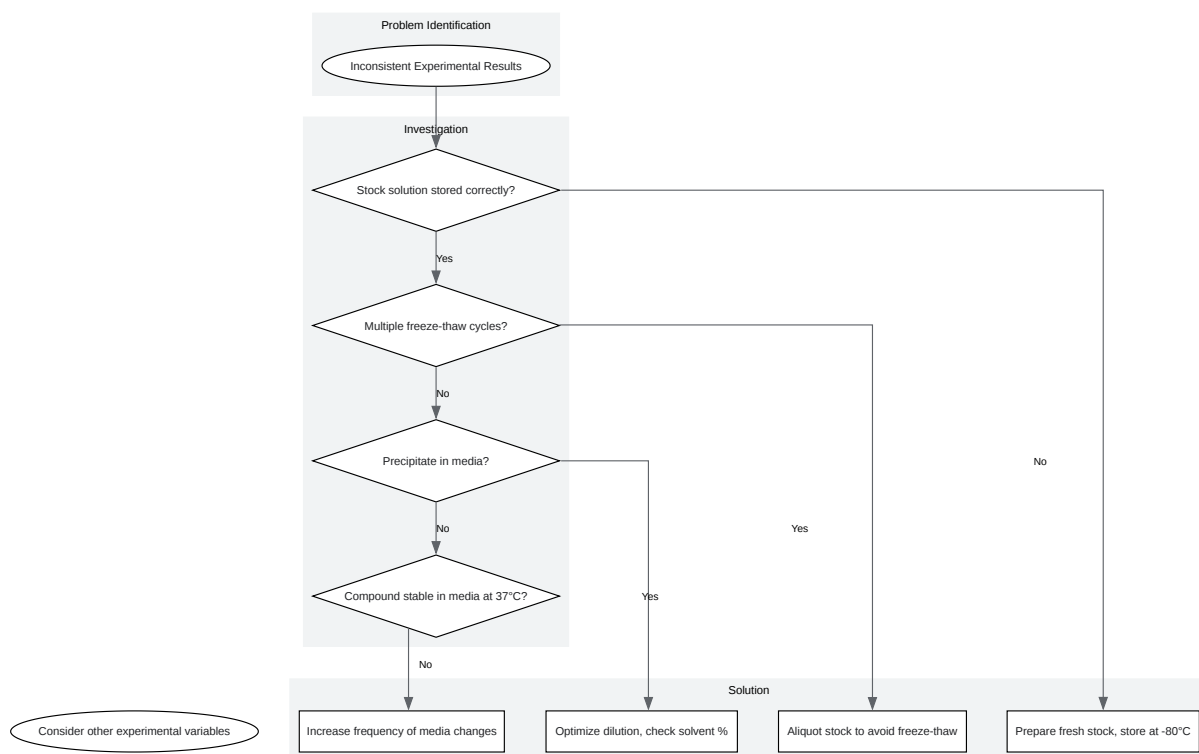 Problem Identification
Inconsistent Experimental Results
Investigation
Stock solution stored correctly?
Yes
Multiple freeze-thaw cycles?
No
Precipitate in media?
No
No
Yes
Compound stable in media at 37°C?
Yes
No
Solution
Consider other experimental variables
Increase frequency of media changes
Optimize dilution, check solvent %
Aliquot stock to avoid freeze-thaw
Prepare fresh stock, store at -80°C